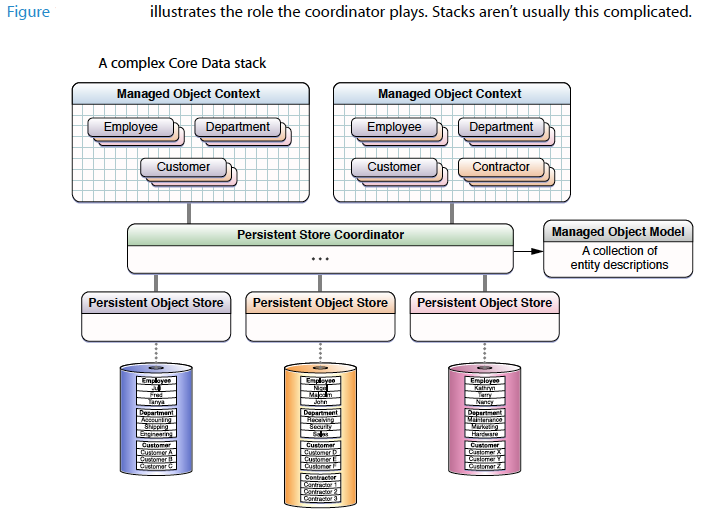 Figure illustrates the role the coordinator plays. Stacks aren’t usually this complicated.
A complex Core Data stack
Managed Object Context
Employee Department
Customer
Managed Object Context
Employee Department
Customer Contractor
Persistent Store Coordinator
• • •
Managed Object Model
A collection of
entity descriptions
Persistent Object Store
Persistent Object Store
Persistent Object Store
Employee
Fred
Tanya
Department
Accounting
Shipping
Engineering
Customer
Customer A
Customer B
Customer C
Employee
Nigel
Malcolm
John
Department
Receiving
Security
Sales
Customer
Customer D
Customer E
Customer F
Contractor
Contractor 1
Contractor 2
Contractor 3
Employee
Kathryn
Terry
Nancy
Department
Maintenance
Marketing
Hardware
Customer
Customer X
Customer Y
Customer Z